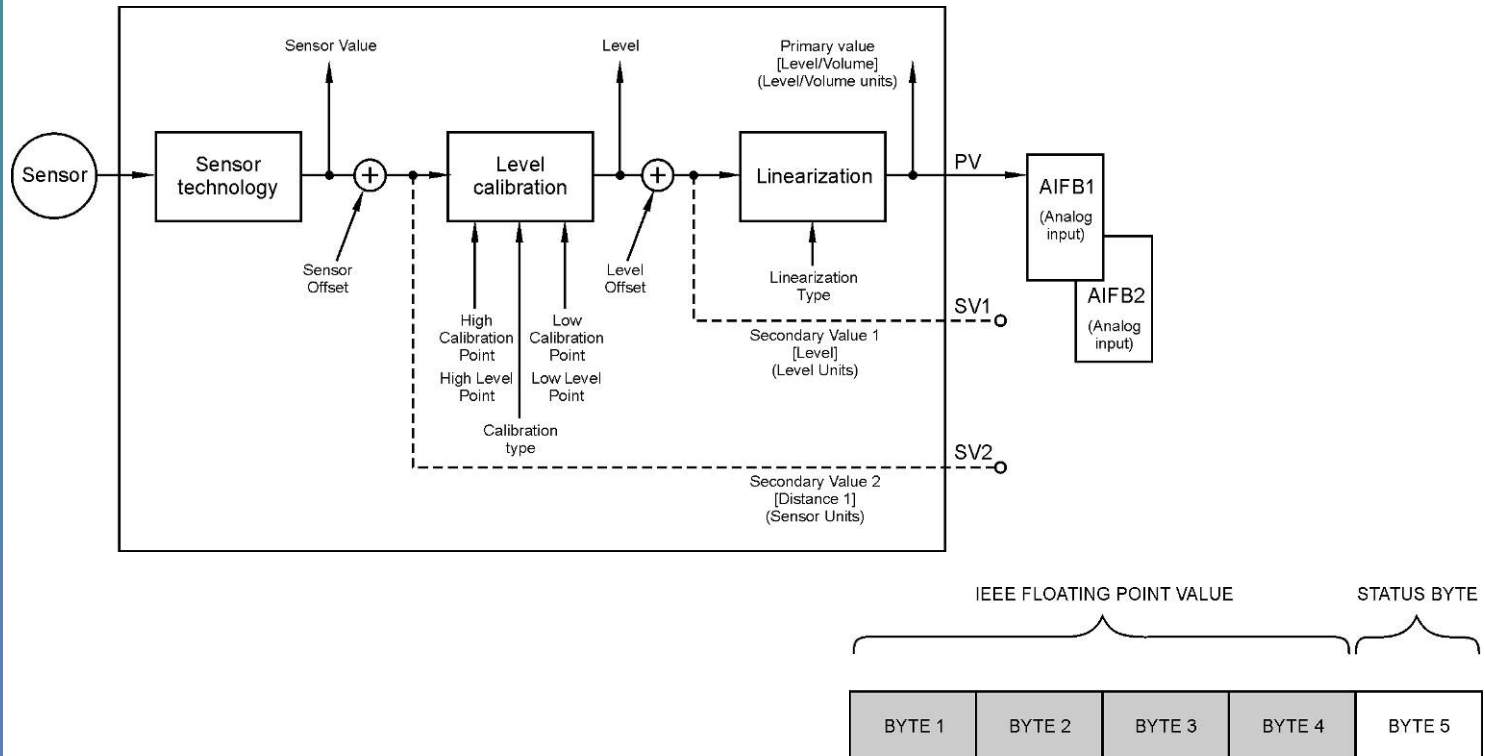 Sensor Value
Level
Primary value
[Level/Volume]
(Level/Volume units)
Sensor
Sensor
technology
+
Level
calibration
+
Linearization
PV
AIFB1
(Analog
input)
Sensor
Offset
Level
Offset
Linearization
Type
AIFB2
(Analog
input)
High
Calibration
Point
High Level
Point
Low
Calibration
Point
Low Level
Point
Calibration
type
SV1
Secondary Value 1
[Level]
(Level Units)
SV2
Secondary Value 2
[Distance 1]
(Sensor Units)
IEEE FLOATING POINT VALUE
STATUS BYTE
BYTE 1
BYTE 2
BYTE 3
BYTE 4
BYTE 5